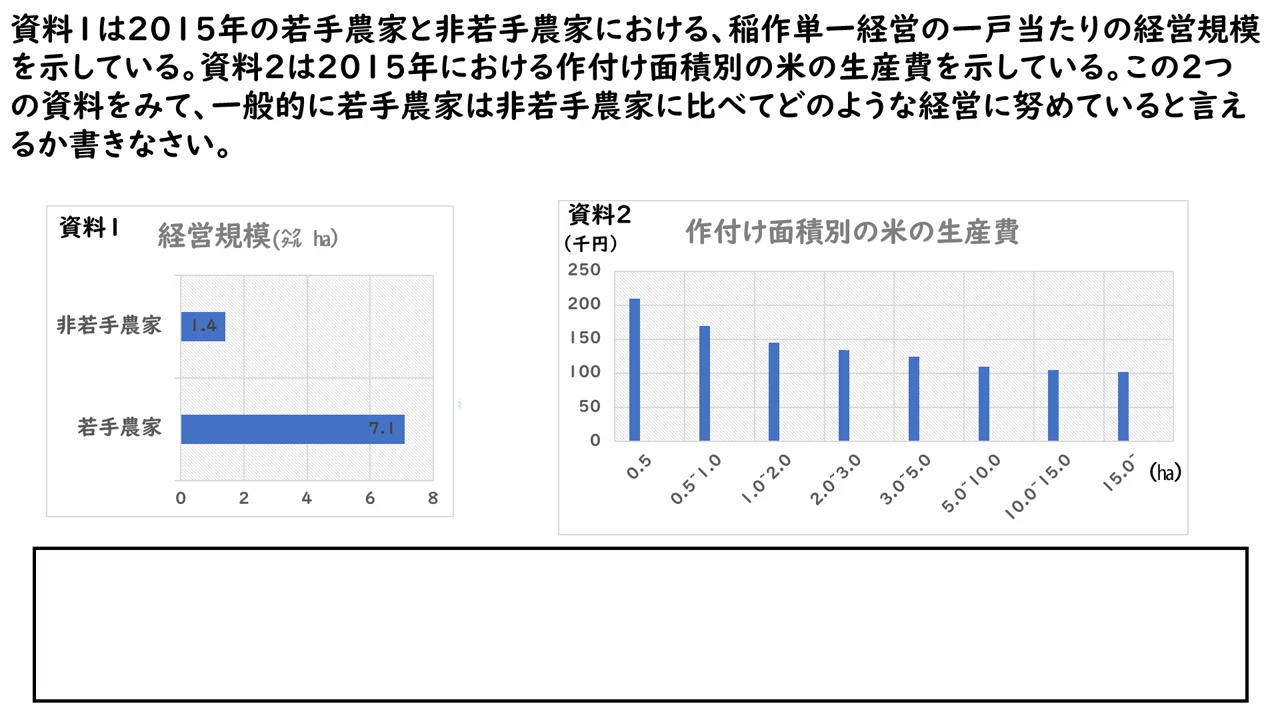 資料1は2015年の若手農家と非若手農家における、稲作単一経営の一戸当たりの経営規模
を示している。資料2は2015年における作付け面積別の米の生産費を示している。この2つ
の資料をみて、一般的に若手農家は非若手農家に比べてどのような経営に努めていると言え
るか書きなさい。
資料1
経営規模(㌶ ha)
非若手農家
1.4
若手農家
7.1
0 2 4 6 8
資料2
(千円)
作付け面積別の米の生産費
250
200
150
100
50
0
0.5 0.5~1.0 1.0~2.0 2.0~3.0 3.0~5.0 5.0~10.0 10.0~15.0 15.0~
(ha)